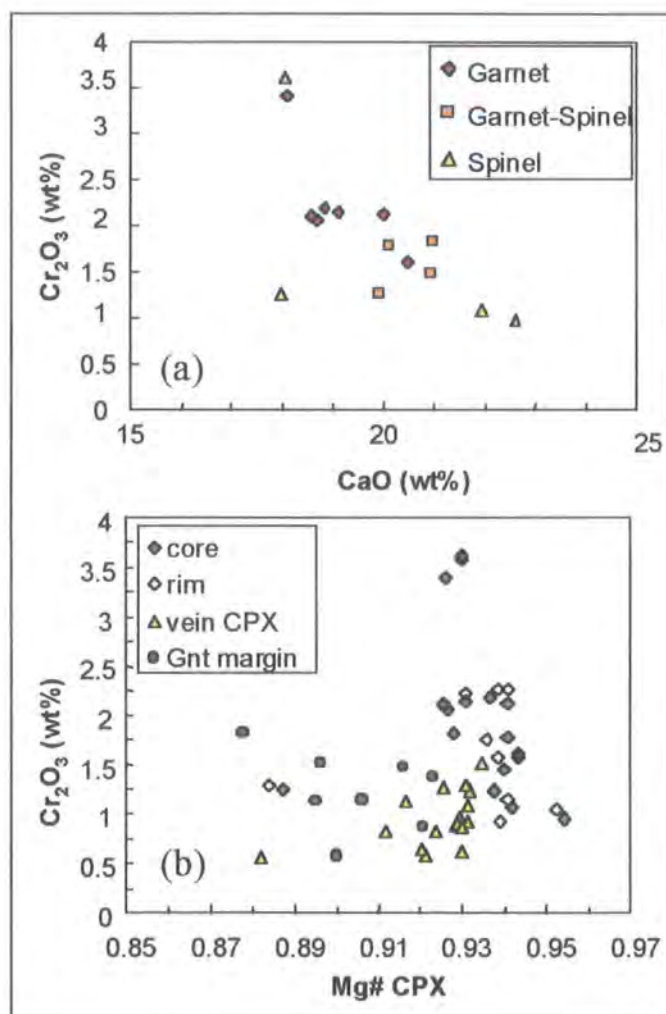 4
3.5
3
2.5
2
1.5
1
0.5
0
Cr₂O₃ (wt%)
Garnet
Garnet-Spinel
Spinel
(a)
15 20 25
CaO (wt%)
4
3.5
3
2.5
2
1.5
1
0.5
0
Cr₂O₃ (wt%)
core
rim
vein CPX
Gnt margin
(b)
0.85 0.87 0.89 0.91 0.93 0.95 0.97
Mg# CPX